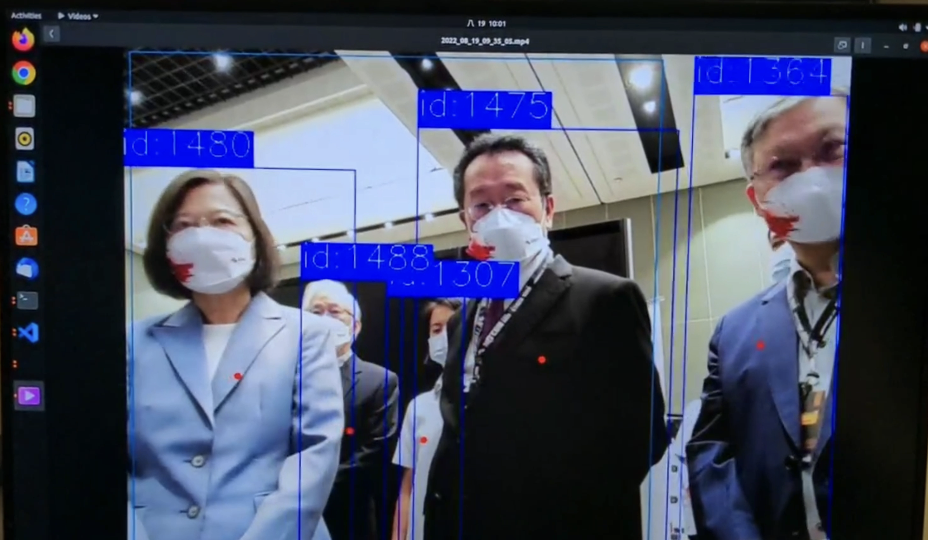 Activities
Videos
八 19 10:01
2022_08_19_09_35_05.mp4
id:1364
id:1475
id:1480
id:1488
id:1307